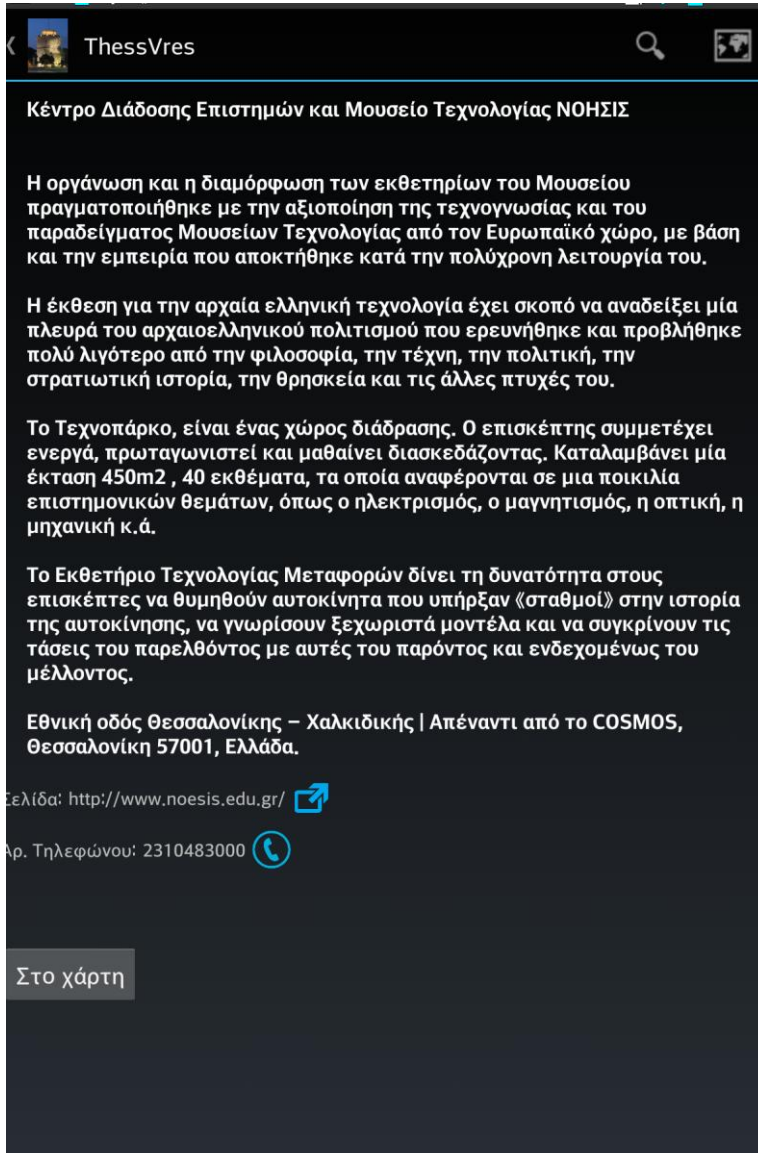 ThessVres
Κέντρο Διάδοσης Επιστημών και Μουσείο Τεχνολογίας ΝΟΗΣΙΣ
Η οργάνωση και η διαμόρφωση των εκθετηρίων του Μουσείου
πραγματοποιήθηκε με την αξιοποίηση της τεχνογνωσίας και του
παραδείγματος Μουσείων Τεχνολογίας από τον Ευρωπαϊκό χώρο, με βάση
και την εμπειρία που αποκτήθηκε κατά την πολύχρονη λειτουργία του.
Η έκθεση για την αρχαία ελληνική τεχνολογία έχει σκοπό να αναδείξει μία
πλευρά του αρχαιοελληνικού πολιτισμού που ερευνήθηκε και προβλήθηκε
πολύ λιγότερο από την φιλοσοφία, την τέχνη, την πολιτική, την
στρατιωτική ιστορία, την θρησκεία και τις άλλες πτυχές του.
Το Τεχνοπάρκο, είναι ένας χώρος διάδρασης. Ο επισκέπτης συμμετέχει
ενεργά, πρωταγωνιστεί και μαθαίνει διασκεδάζοντας. Καταλαμβάνει μία
έκταση 450m2 , 40 εκθέματα, τα οποία αναφέρονται σε μια ποικιλία
επιστημονικών θεμάτων, όπως ο ηλεκτρισμός, ο μαγνητισμός, η οπτική, η
μηχανική κ.ά.
Το Εκθετήριο Τεχνολογίας Μεταφορών δίνει τη δυνατότητα στους
επισκέπτες να θυμηθούν αυτοκίνητα που υπήρξαν 《σταθμοί》 στην ιστορία
της αυτοκίνησης, να γνωρίσουν ξεχωριστά μοντέλα και να συγκρίνουν τις
τάσεις του παρελθόντος με αυτές του παρόντος και ενδεχομένως του
μέλλοντος.
Εθνική οδός Θεσσαλονίκης – Χαλκιδικής | Απέναντι από το COSMOS,
Θεσσαλονίκη 57001, Ελλάδα.
Σελίδα: http://www.noesis.edu.gr/
Αρ. Τηλεφώνου: 2310483000
Στο χάρτη